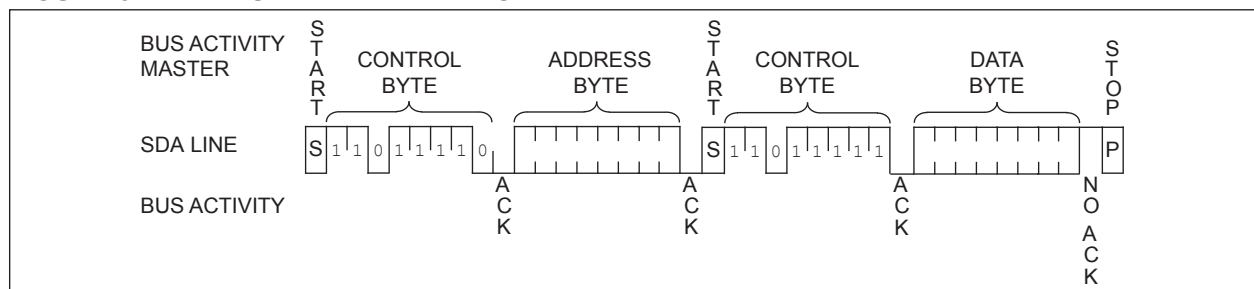 BUS ACTIVITY
MASTER
START
CONTROL
BYTE
ADDRESS
BYTE
START
CONTROL
BYTE
DATA
BYTE
STOP
SDA LINE
S 1 1 0 1 1 1 1 0
S 1 1 0 1 1 1 1 1
P
BUS ACTIVITY
ACK
ACK
ACK
NO ACK